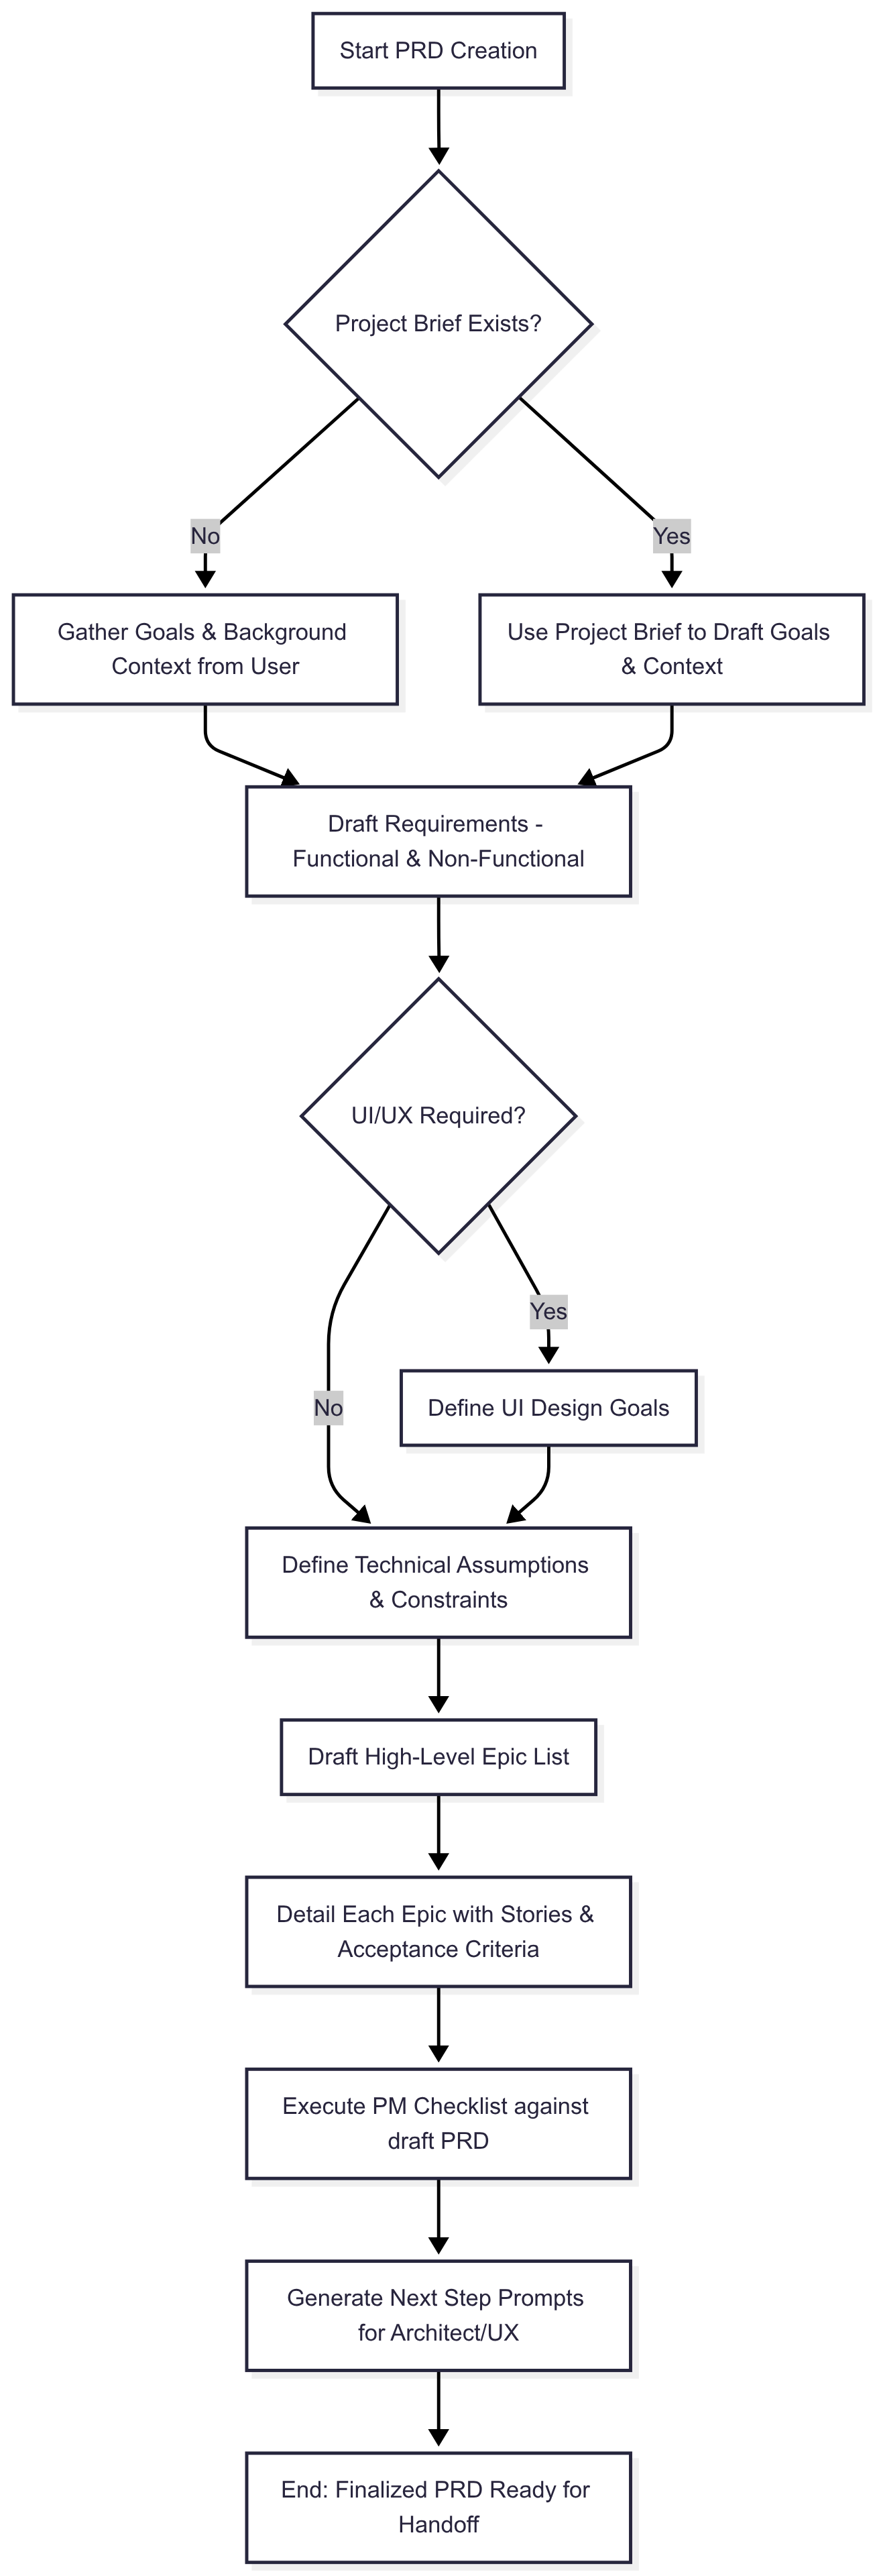 Start PRD Creation
Project Brief Exists?
No
Yes
Gather Goals & Background
Context from User
Use Project Brief to Draft Goals
& Context
Draft Requirements -
Functional & Non-Functional
UI/UX Required?
Yes
No
Define UI Design Goals
Define Technical Assumptions
& Constraints
Draft High-Level Epic List
Detail Each Epic with Stories &
Acceptance Criteria
Execute PM Checklist against
draft PRD
Generate Next Step Prompts
for Architect/UX
End: Finalized PRD Ready for
Handoff